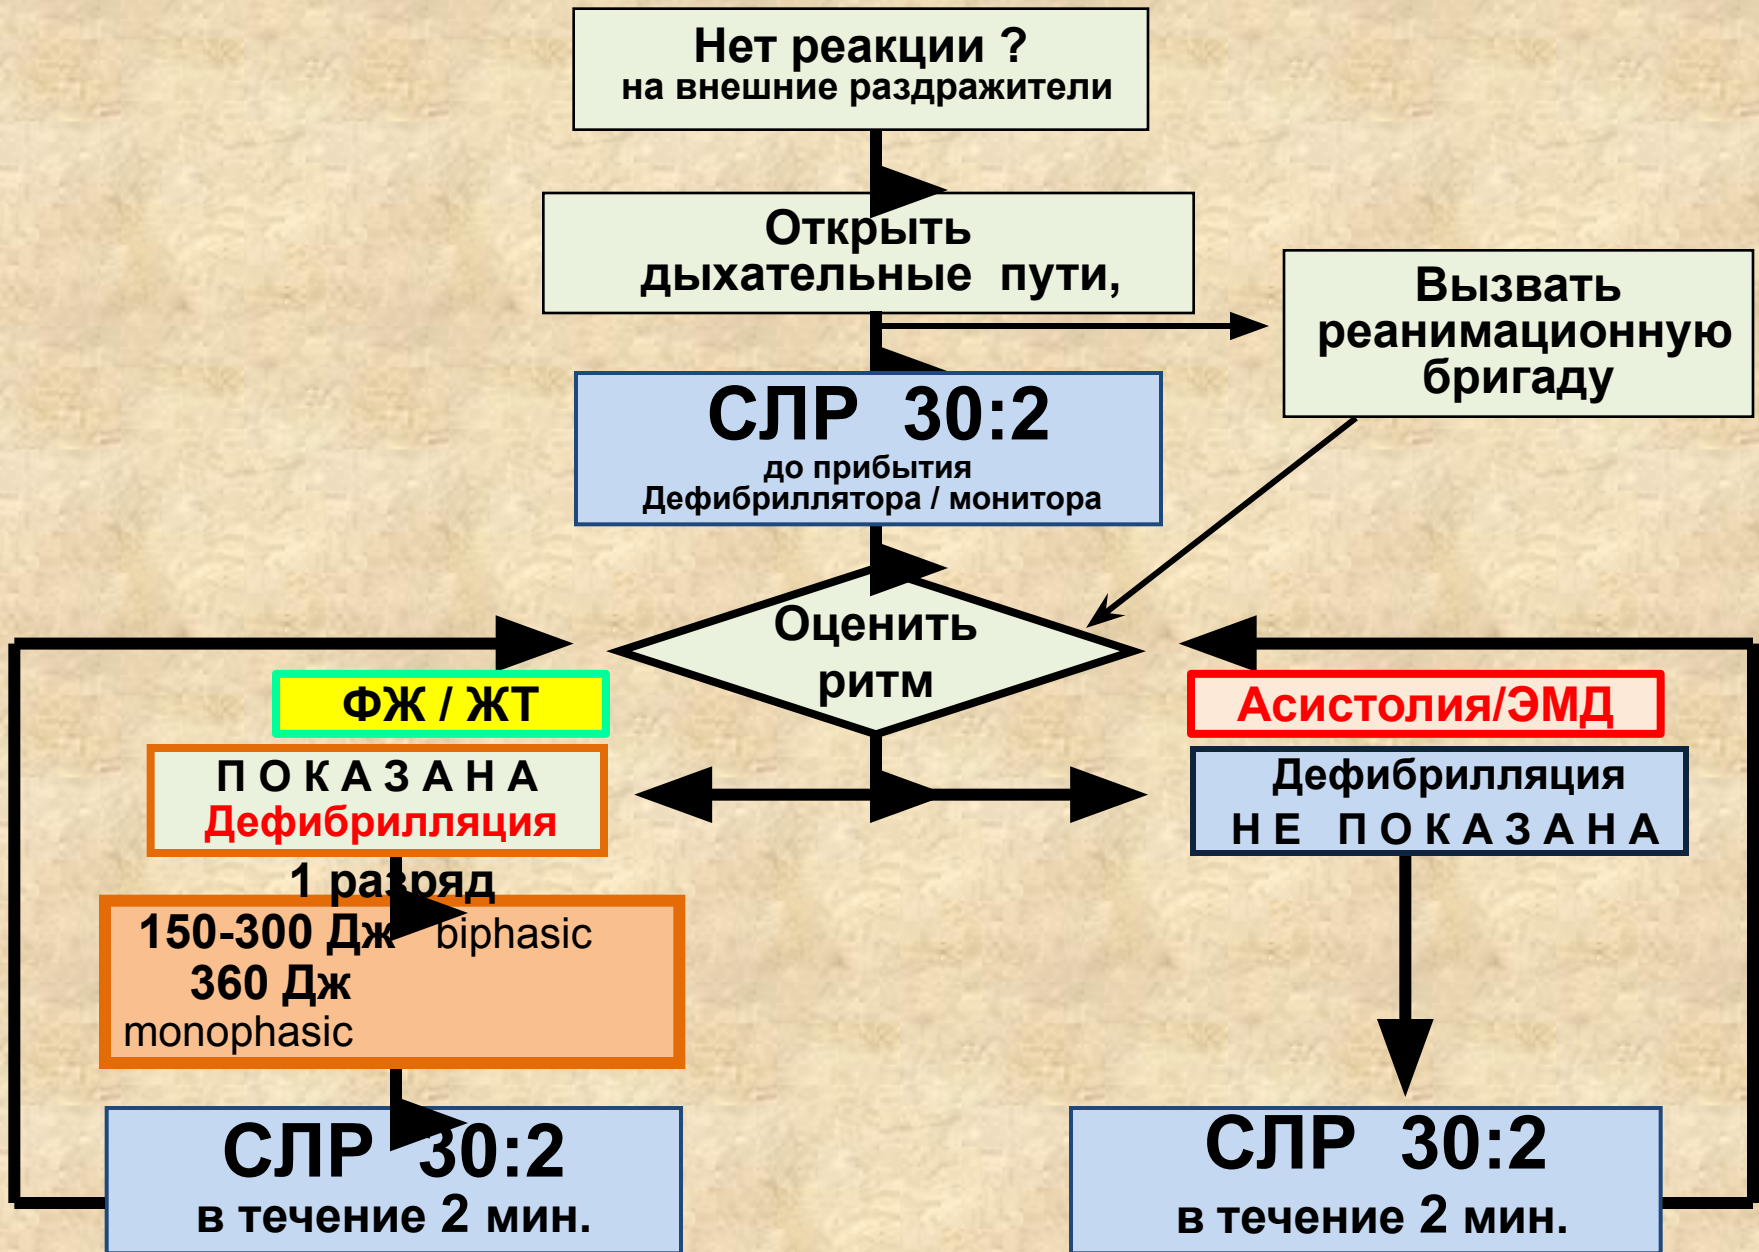 Нет реакции ?
на внешние раздражители
Открыть
дыхательные пути,
Вызвать
реанимационную
бригаду
СЛР 30:2
до прибытия
Дефибриллятора / монитора
Оценить
ритм
ФЖ / ЖТ
П О К А З А Н А
Дефибрилляция
1 разряд
150-300 Дж biphasic
360 Дж
monophasic
СЛР 30:2
в течение 2 мин.
Асистолия/ЭМД
Дефибрилляция
Н Е П О К А З А Н А
СЛР 30:2
в течение 2 мин.